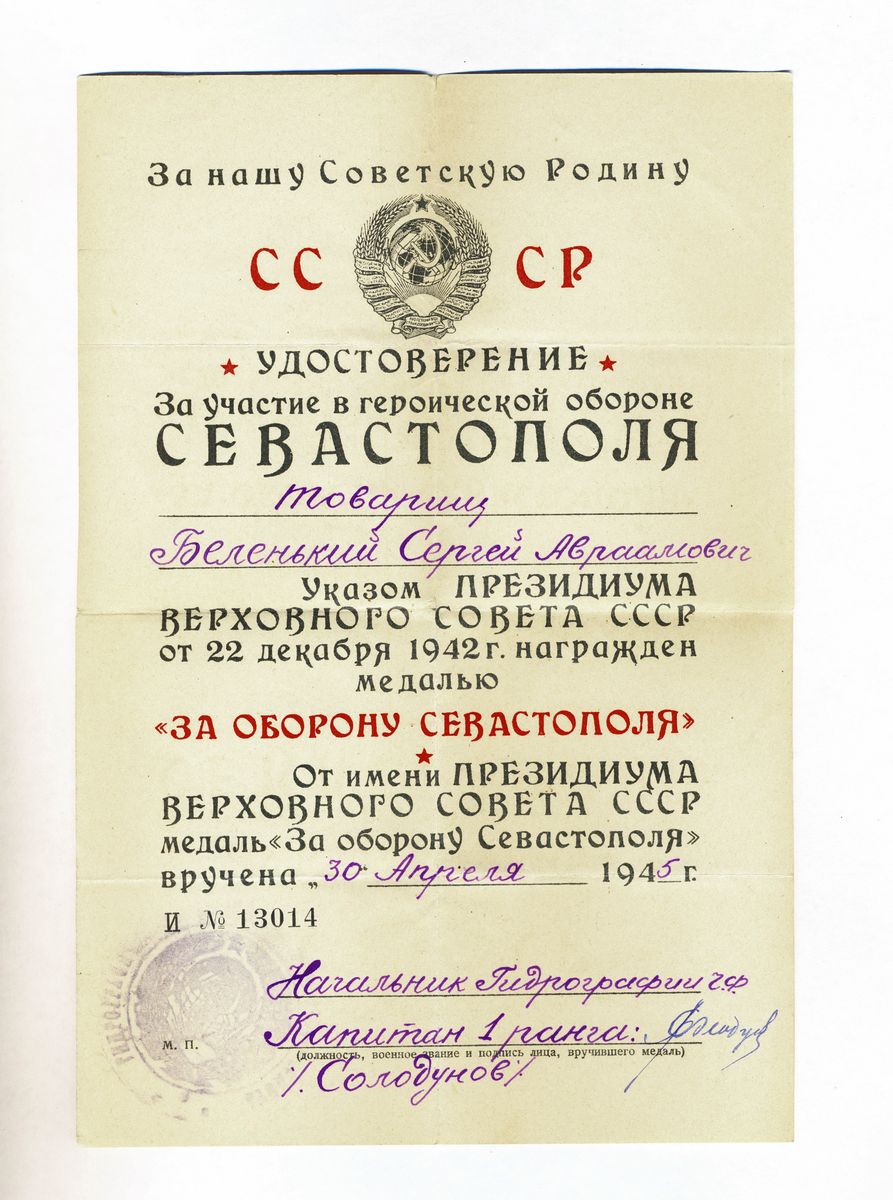 За нашу Советскую Родину
СССР
УДОСТОВЕРЕНИЕ
За участие в героической обороне
СЕВАСТОПОЛЯ
Товарищ
Беленький Сергей Авраамович
Указом ПРЕЗИДИУМА
ВЕРХОВНОГО СОВЕТА СССР
от 22 декабря 1942 г. награжден
медалью
«ЗА ОБОРОНУ СЕВАСТОПОЛЯ»
От имени ПРЕЗИДИУМА
ВЕРХОВНОГО СОВЕТА СССР
медаль «За оборону Севастополя»
вручена „30" Апреля 1945 г.
И № 13014
Начальник Гидрографии ЧФ
м. п. Капитан 1 ранга:
(должность, военное звание и подпись лица, вручившего медаль)
/. Солодунов /.